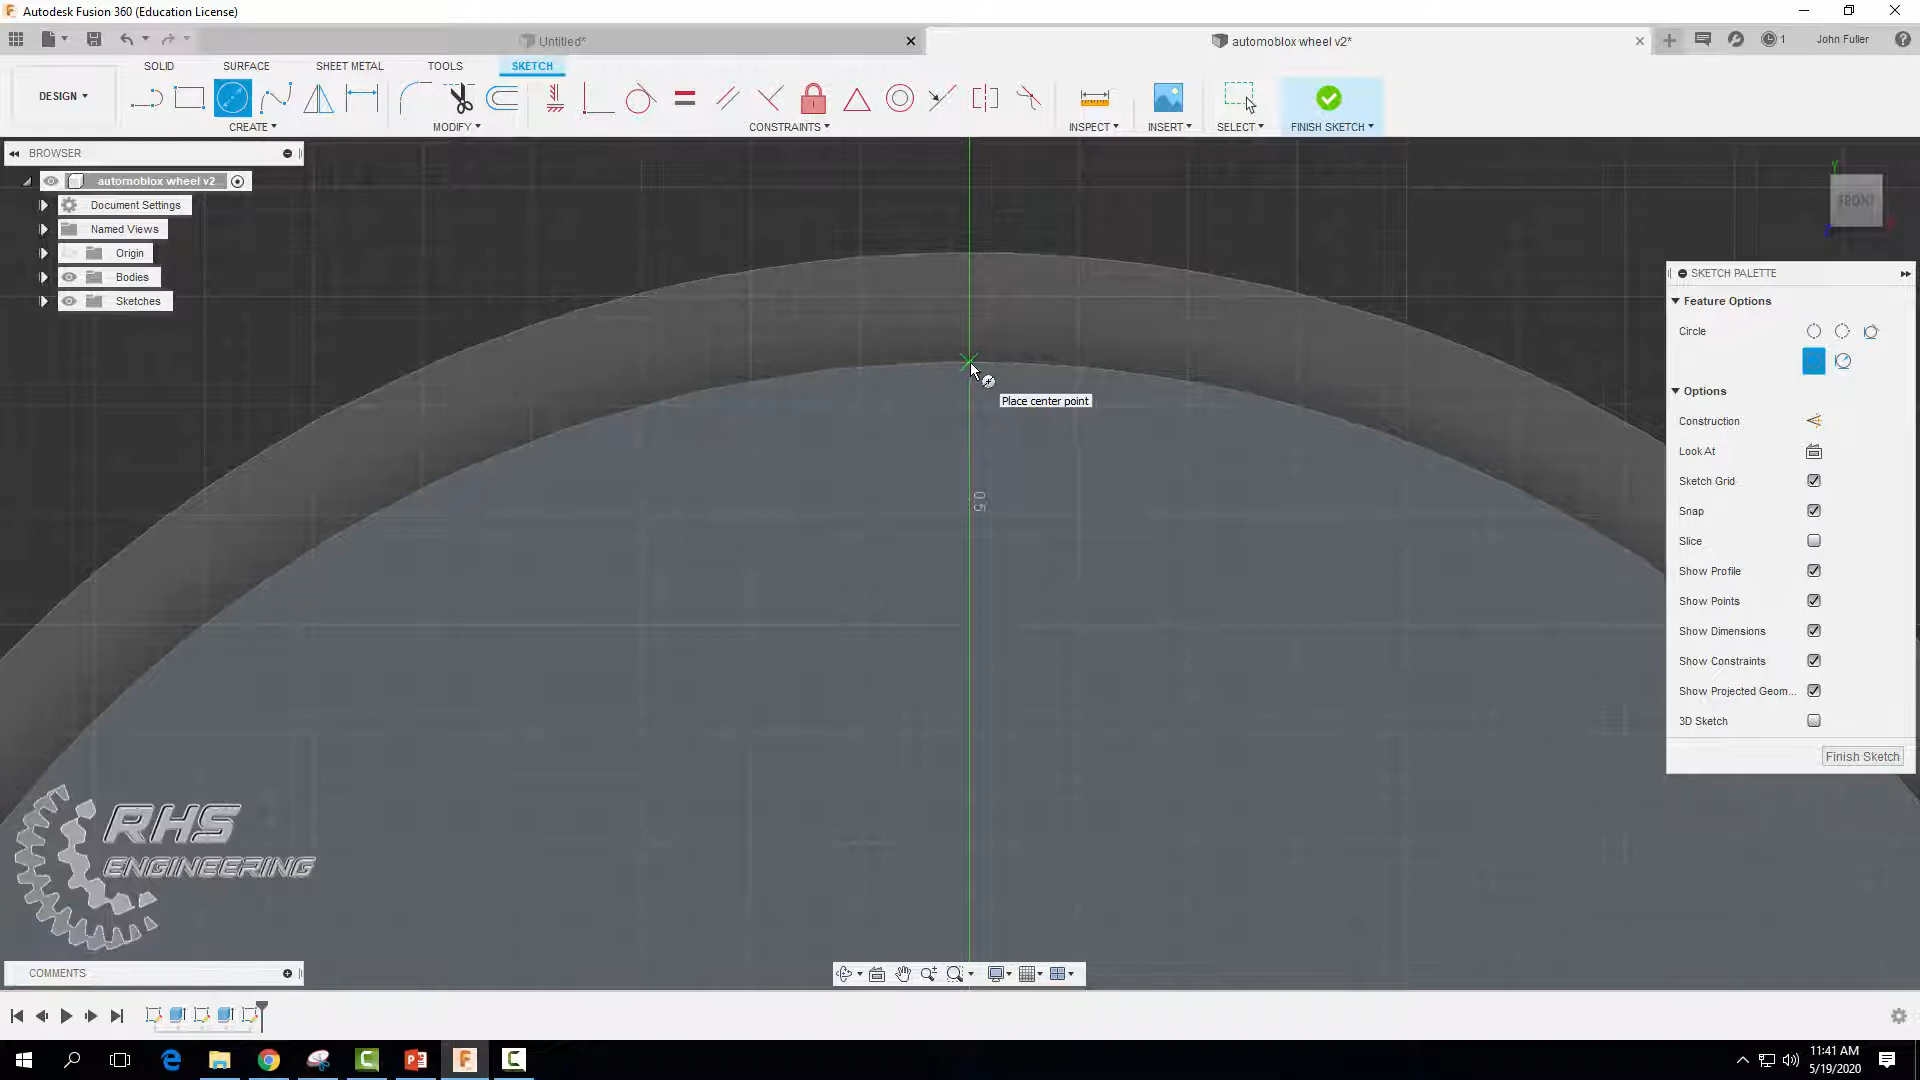 Autodesk Fusion 360 (Education License)
Untitled*
automoblox wheel v2*
1
John Fuller
SOLID
SURFACE
SHEET METAL
TOOLS
SKETCH
DESIGN
CREATE
MODIFY
CONSTRAINTS
INSPECT
INSERT
SELECT
FINISH SKETCH
BROWSER
automoblox wheel v2
Document Settings
Named Views
Origin
Bodies
Sketches
Y
FRONT
Z
Place center point
0.5
SKETCH PALETTE
Feature Options
Circle
Options
Construction
Look At
Sketch Grid
Snap
Slice
Show Profile
Show Points
Show Dimensions
Show Constraints
Show Projected Geom...
3D Sketch
Finish Sketch
RHS
ENGINEERING
COMMENTS
11:41 AM
5/19/2020